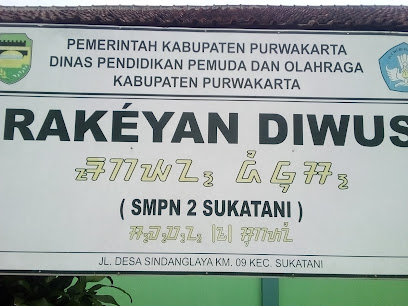 PEMERINTAH KABUPATEN PURWAKARTA
DINAS PENDIDIKAN PEMUDA DAN OLAHRAGA
KABUPATEN PURWAKARTA
RAKÉYAN DIWUS
( SMPN 2 SUKATANI )
JL. DESA SINDANGLAYA KM. 09 KEC. SUKATANI